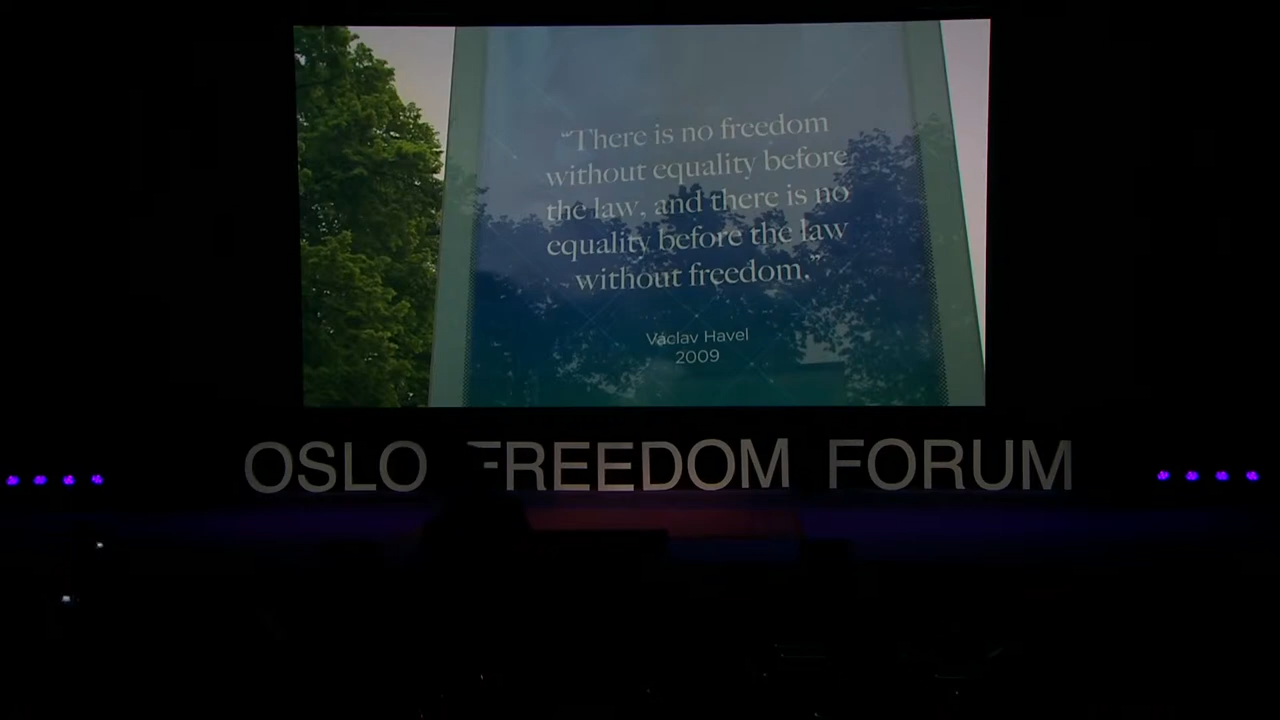 “There is no freedom
without equality before
the law, and there is no
equality before the law
without freedom.”
Václav Havel
2009
OSLO FREEDOM FORUM